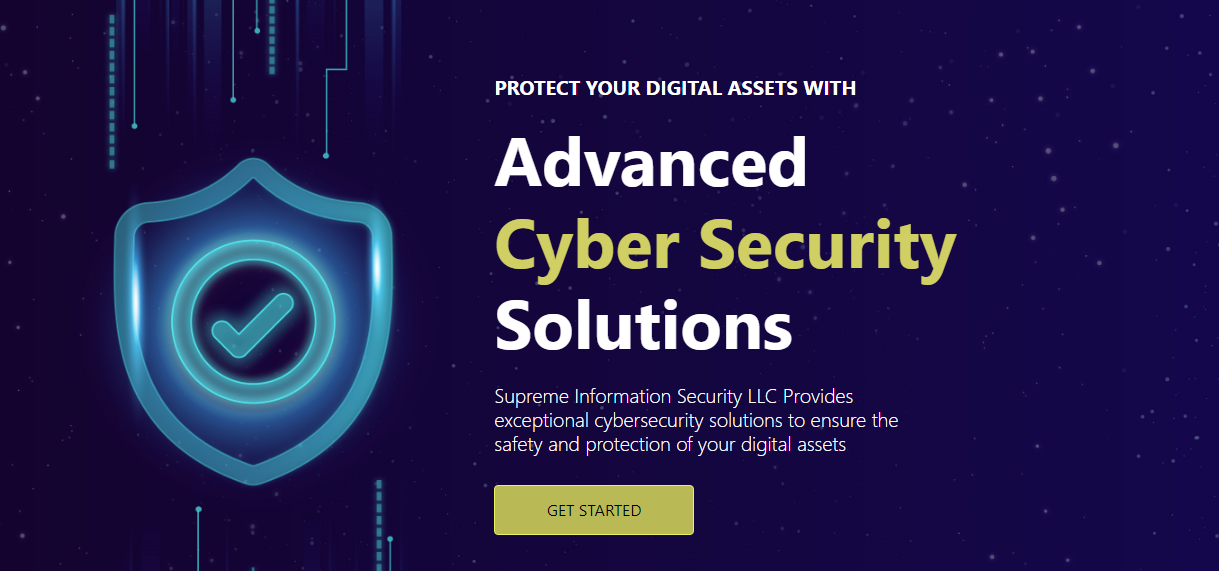 PROTECT YOUR DIGITAL ASSETS WITH
Advanced
Cyber Security
Solutions
Supreme Information Security LLC Provides
exceptional cybersecurity solutions to ensure the
safety and protection of your digital assets
GET STARTED